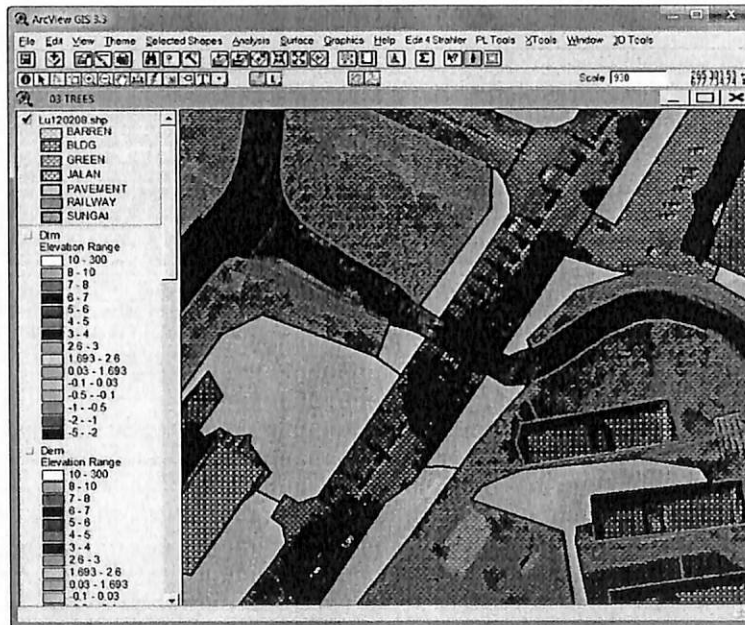 ArcView GIS 3.3
File Edit View Theme Selected Shapes Analysis Surface Graphics Help Edit 4 Strahler PL Tools XTools Window 3D Tools
Scale 930
03 TREES
Lu120208.shp
BARREN
BLDG
GREEN
JALAN
PAVEMENT
RAILWAY
SUNGAI
Dtm
Elevation Range
10 - 300
8 - 10
7 - 8
6 - 7
5 - 6
4 - 5
3 - 4
2.6 - 3
1.693 - 2.6
0.03 - 1.693
-0.1 - 0.03
-0.5 - -0.1
-1 - -0.5
-2 - -1
-5 - -2
Dem
Elevation Range
10 - 300
8 - 10
7 - 8
6 - 7
5 - 6
4 - 5
3 - 4
2.6 - 3
1.693 - 2.6
0.03 - 1.693
-0.1 - 0.03